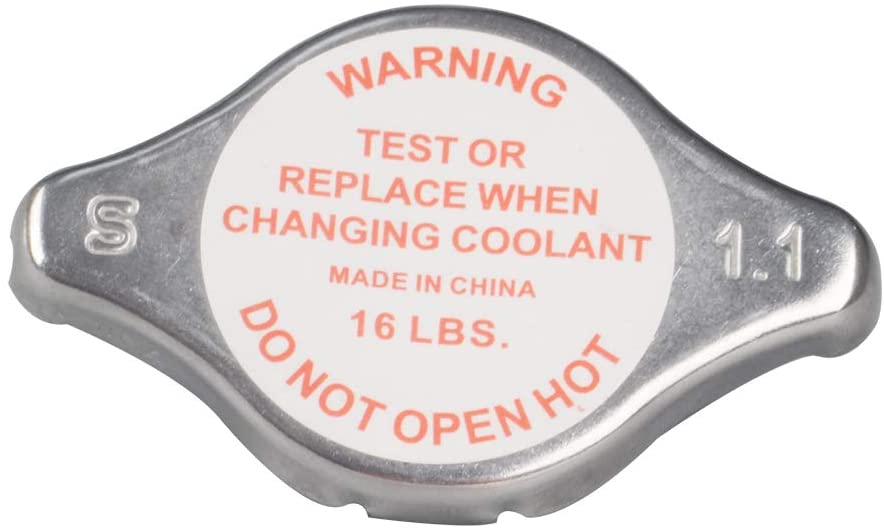 WARNING
TEST OR
REPLACE WHEN
CHANGING COOLANT
MADE IN CHINA
16 LBS.
DO NOT OPEN HOT
S
1.1